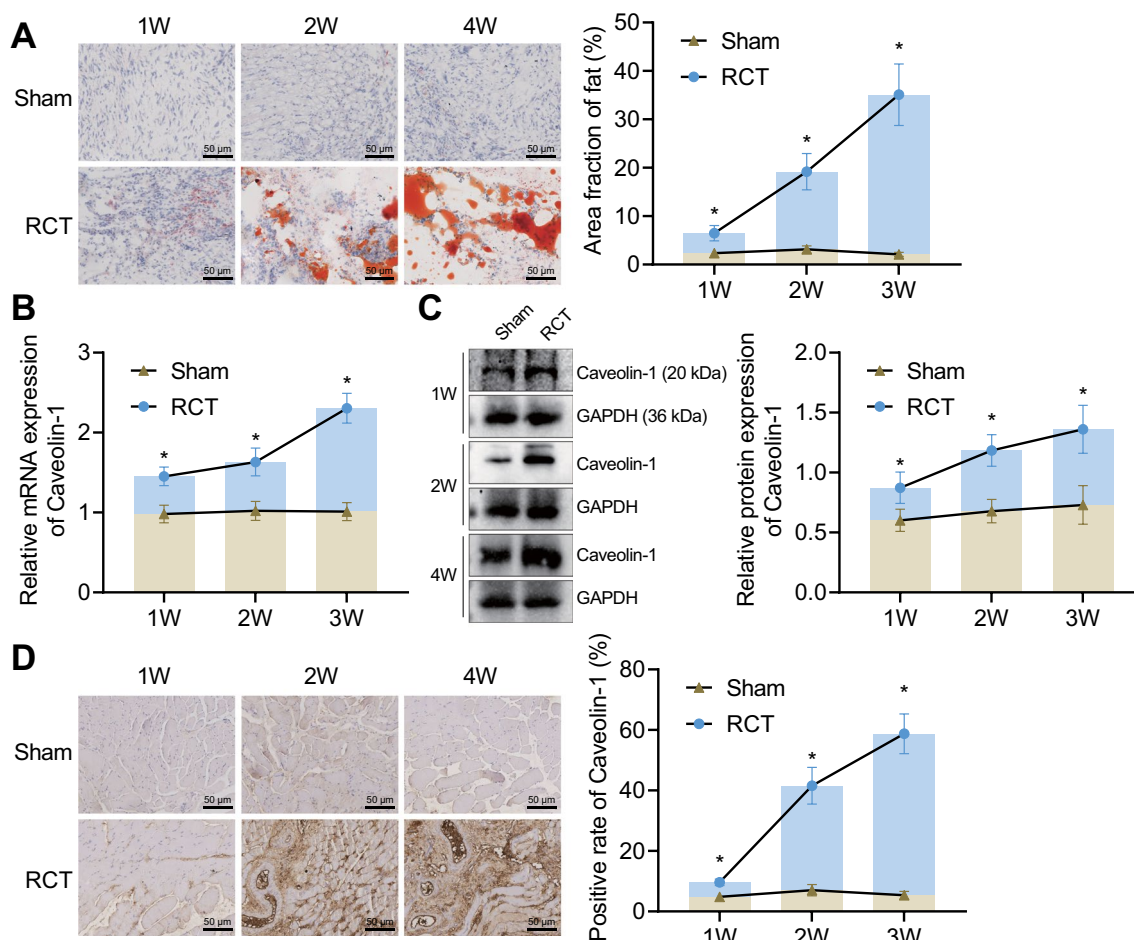 A
1W 2W 4W
Sham
50 µm 50 µm 50 µm
RCT
50 µm 50 µm 50 µm
Area fraction of fat (%)
50
40
30
20
10
0
Sham
RCT
* * *
1W 2W 3W
B
Relative mRNA expression
of Caveolin-1
3
2
1
0
Sham
RCT
* * *
1W 2W 3W
C
Sham RCT
1W
Caveolin-1 (20 kDa)
GAPDH (36 kDa)
2W
Caveolin-1
GAPDH
4W
Caveolin-1
GAPDH
Relative protein expression
of Caveolin-1
2.0
1.5
1.0
0.5
0.0
Sham
RCT
* * *
1W 2W 3W
D
1W 2W 4W
Sham
50 µm 50 µm 50 µm
RCT
50 µm 50 µm 50 µm
Positive rate of Caveolin-1 (%)
80
60
40
20
0
Sham
RCT
* * *
1W 2W 3W